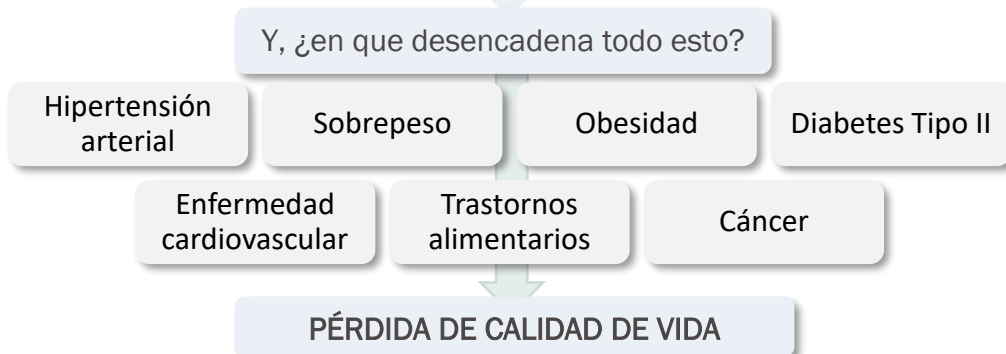 Y, ¿en que desencadena todo esto?
Hipertensión
arterial
Sobrepeso
Obesidad
Diabetes Tipo II
Enfermedad
cardiovascular
Trastornos
alimentarios
Cáncer
PÉRDIDA DE CALIDAD DE VIDA